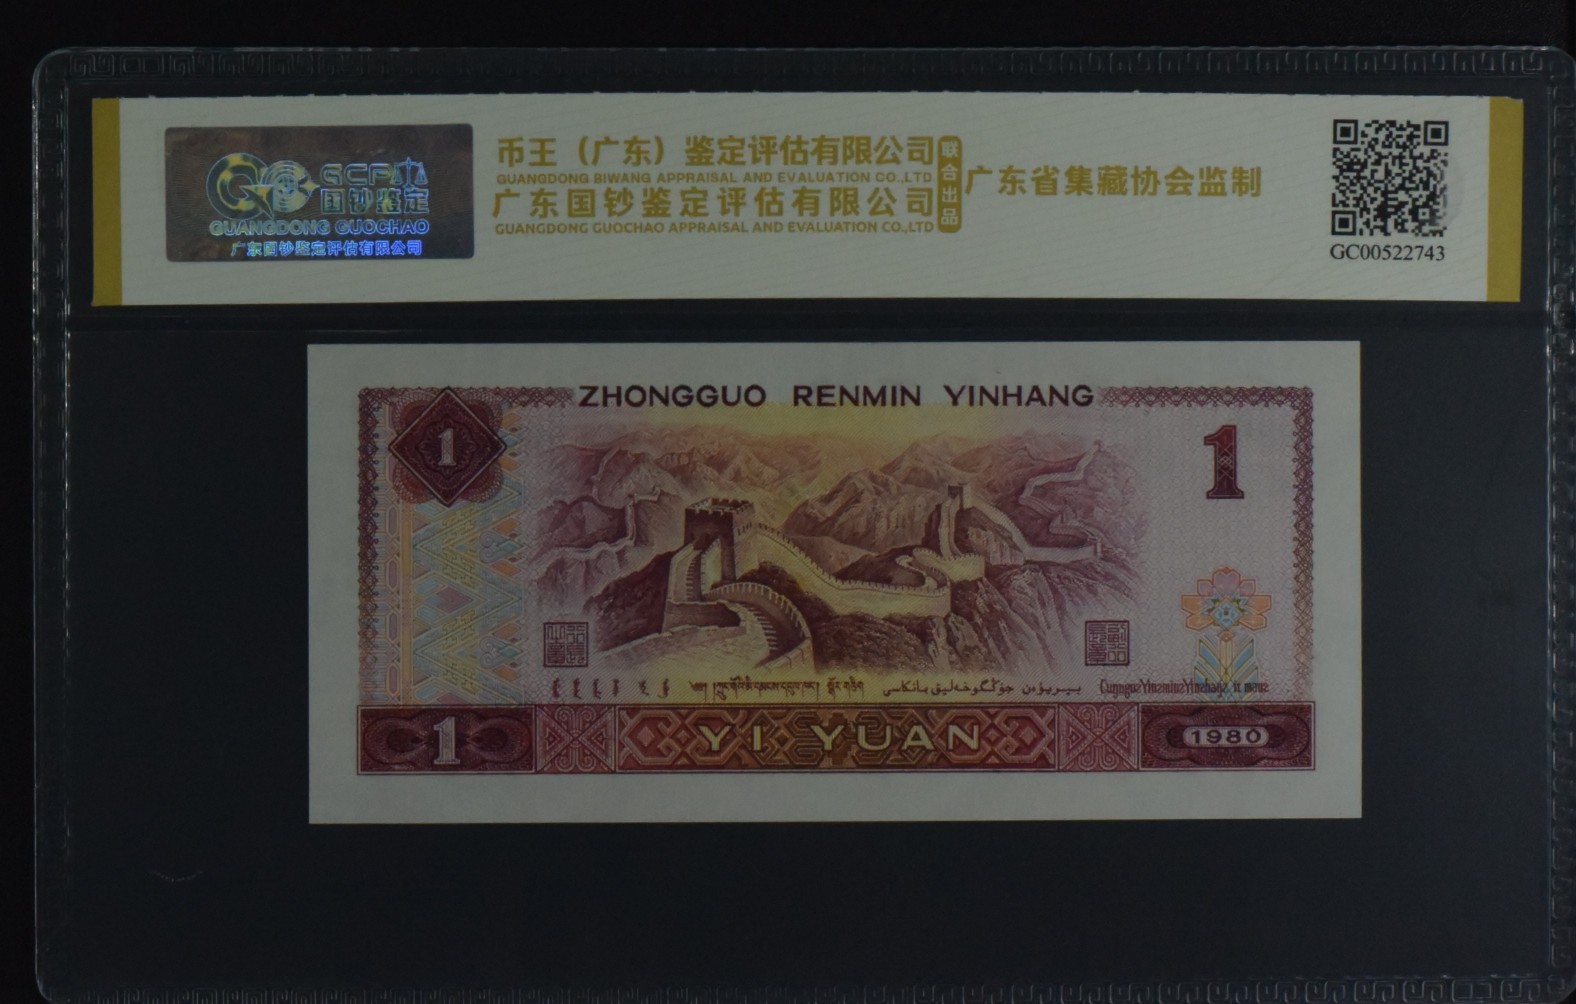 GCP
国钞鉴定
GUANGDONG GUOCHAO
广东国钞鉴定评估有限公司
币王（广东）鉴定评估有限公司
GUANGDONG BIWANG APPRAISAL AND EVALUATION CO.,LTD
广东国钞鉴定评估有限公司
GUANGDONG GUOCHAO APPRAISAL AND EVALUATION CO.,LTD
联合出品
广东省集藏协会监制
GC00522743
ZHONGGUO RENMIN YINHANG
1
1
1
YI YUAN
1980